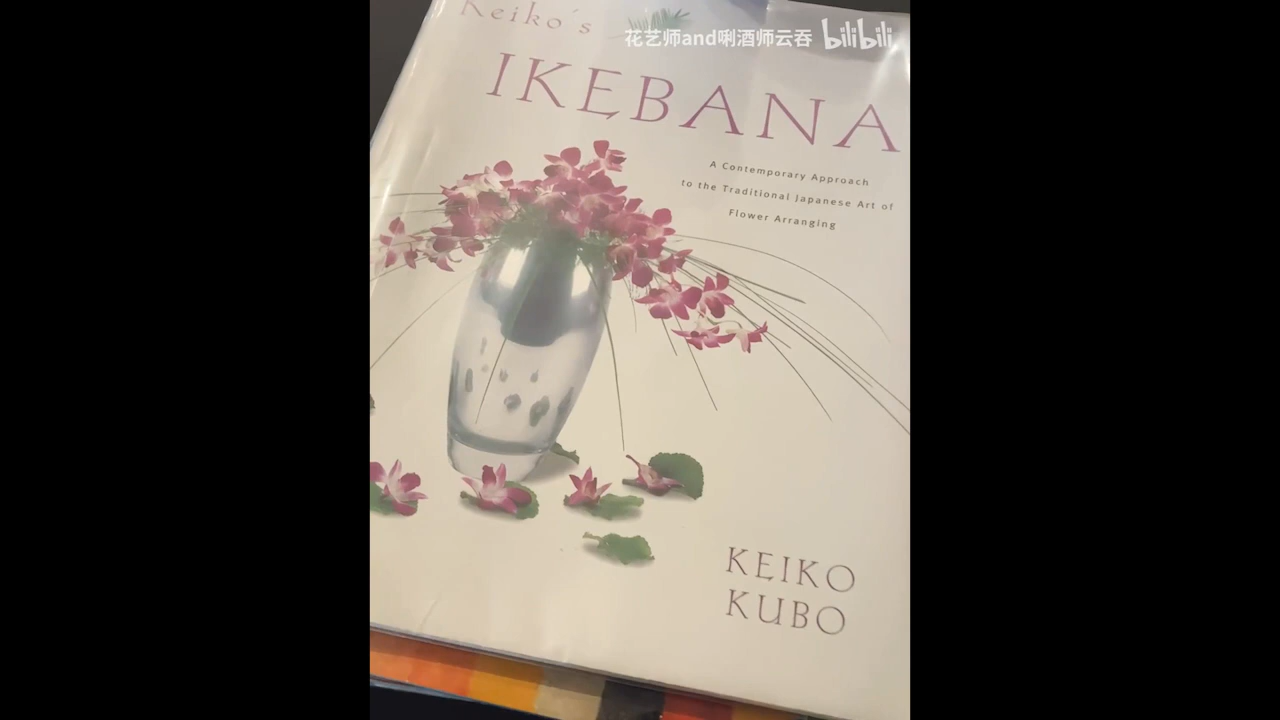 Keiko's
花艺师and唎酒师云吞 bilibili
IKEBANA
A Contemporary Approach
to the Traditional Japanese Art of
Flower Arranging
KEIKO
KUBO